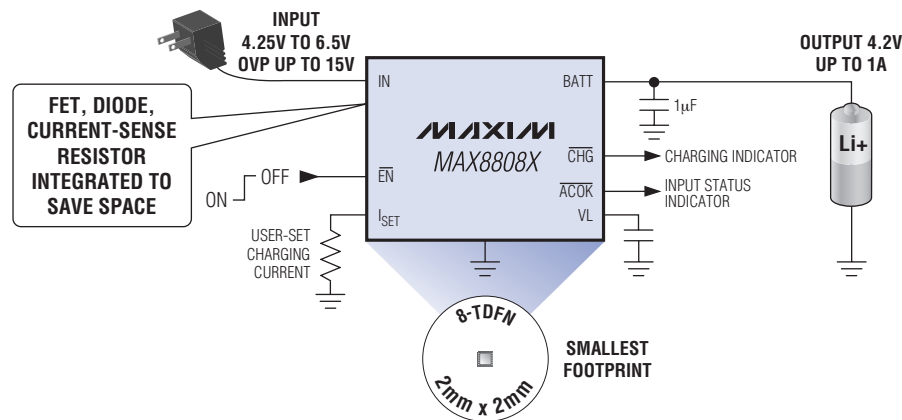 INPUT
4.25V TO 6.5V
OVP UP TO 15V
OUTPUT 4.2V
UP TO 1A
FET, DIODE,
CURRENT-SENSE
RESISTOR
INTEGRATED TO
SAVE SPACE
IN
BATT
1µF
MAXIM
MAX8808X
Li+
CHG
CHARGING INDICATOR
OFF
ON
EN
ACOK
INPUT STATUS
INDICATOR
ISET
VL
USER-SET
CHARGING
CURRENT
8-TDFN
2mm x 2mm
SMALLEST
FOOTPRINT